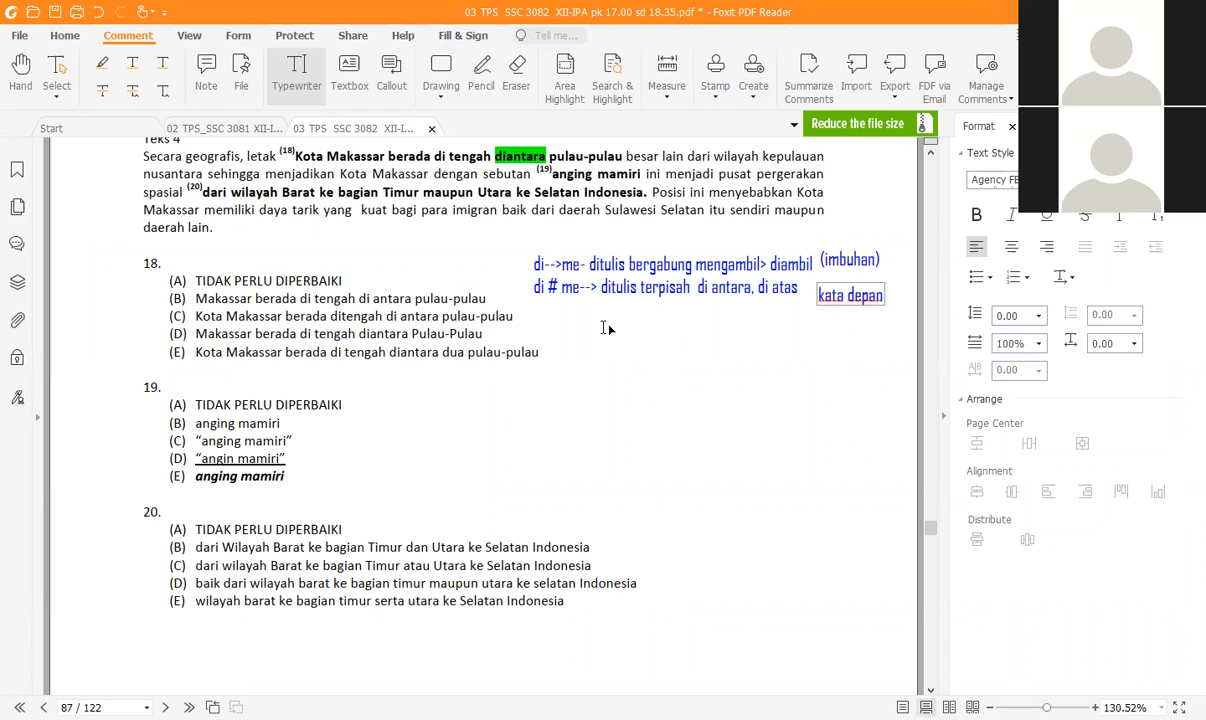 03 TPS SSC 3082 XII-IPA pk 17.00 sd 18.35.pdf * - Foxit PDF Reader
File Home Comment View Form Protect Share Help Fill & Sign Tell me...
Hand Select Note File Typewriter Textbox Callout Drawing Pencil Eraser Area Highlight Search & Highlight Measure Stamp Create Summarize Comments Import Export PDF via Email Manage Comments
Start 02 TPS_SSC 3081 XII-I... 03 TPS SSC 3082 XII-IPA... Reduce the file size
Format
Text Style
Agency FB
Teks 4
Secara geografis, letak (18)Kota Makassar berada di tengah diantara pulau-pulau besar lain dari wilayah kepulauan
nusantara sehingga menjadikan Kota Makassar dengan sebutan (19)anging mamiri ini menjadi pusat pergerakan
spasial (20)dari wilayah Barat ke bagian Timur maupun Utara ke Selatan Indonesia. Posisi ini menyebabkan Kota
Makassar memiliki daya tarik yang kuat bagi para imigran baik dari daerah Sulawesi Selatan itu sendiri maupun
daerah lain.
di-->me- ditulis bergabung mengambil> diambil (imbuhan)
di # me--> ditulis terpisah di antara, di atas kata depan
18.
(A) TIDAK PERLU DIPERBAIKI
(B) Makassar berada di tengah di antara pulau-pulau
(C) Kota Makassar berada ditengah di antara pulau-pulau
(D) Makassar berada di tengah diantara Pulau-Pulau
(E) Kota Makassar berada di tengah diantara dua pulau-pulau
19.
(A) TIDAK PERLU DIPERBAIKI
(B) anging mamiri
(C) “anging mamiri”
(D) “angin mamiri”
(E) anging mamiri
20.
(A) TIDAK PERLU DIPERBAIKI
(B) dari Wilayah Barat ke bagian Timur dan Utara ke Selatan Indonesia
(C) dari wilayah Barat ke bagian Timur atau Utara ke Selatan Indonesia
(D) baik dari wilayah barat ke bagian timur maupun utara ke selatan Indonesia
(E) wilayah barat ke bagian timur serta utara ke Selatan Indonesia
0.00 0.00
100% 0.00
0.00
Arrange
Page Center
Alignment
Distribute
87 / 122 130.52%